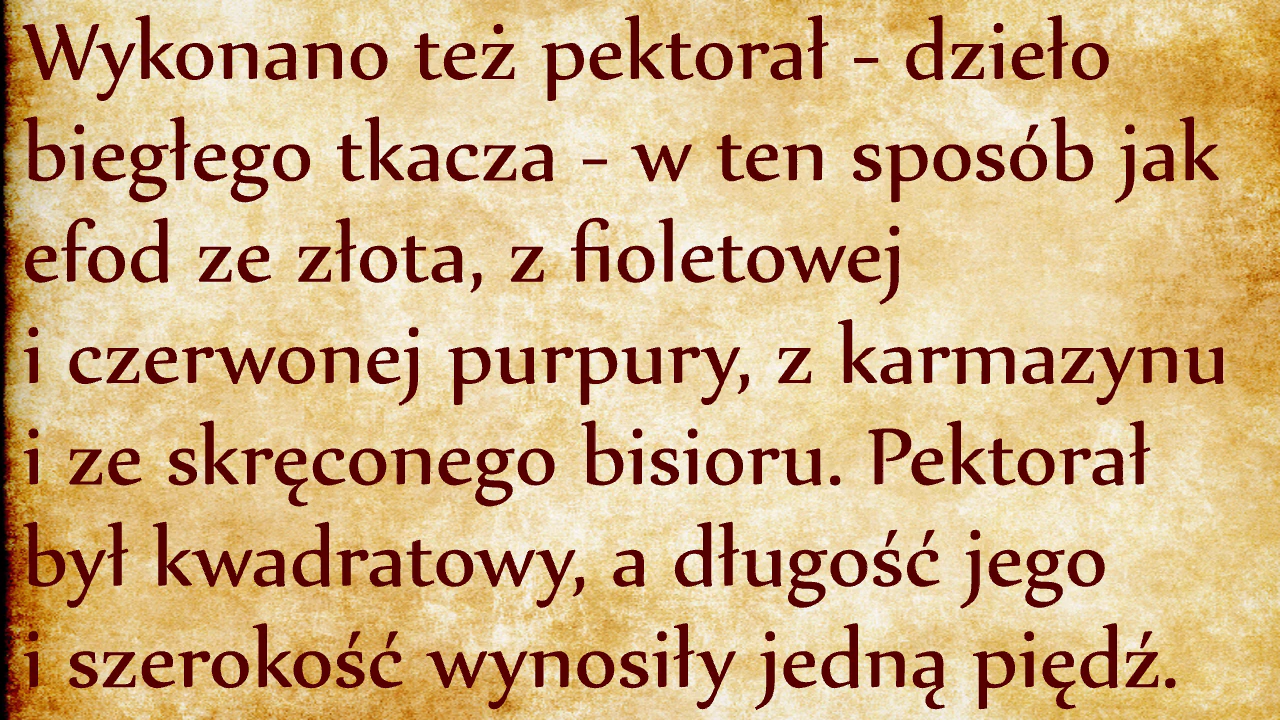 Wykonano też pektorał - dzieło
biegłego tkacza - w ten sposób jak
efod ze złota, z fioletowej
i czerwonej purpury, z karmazynu
i ze skręconego bisioru. Pektorał
był kwadratowy, a długość jego
i szerokość wynosiły jedną piędź.